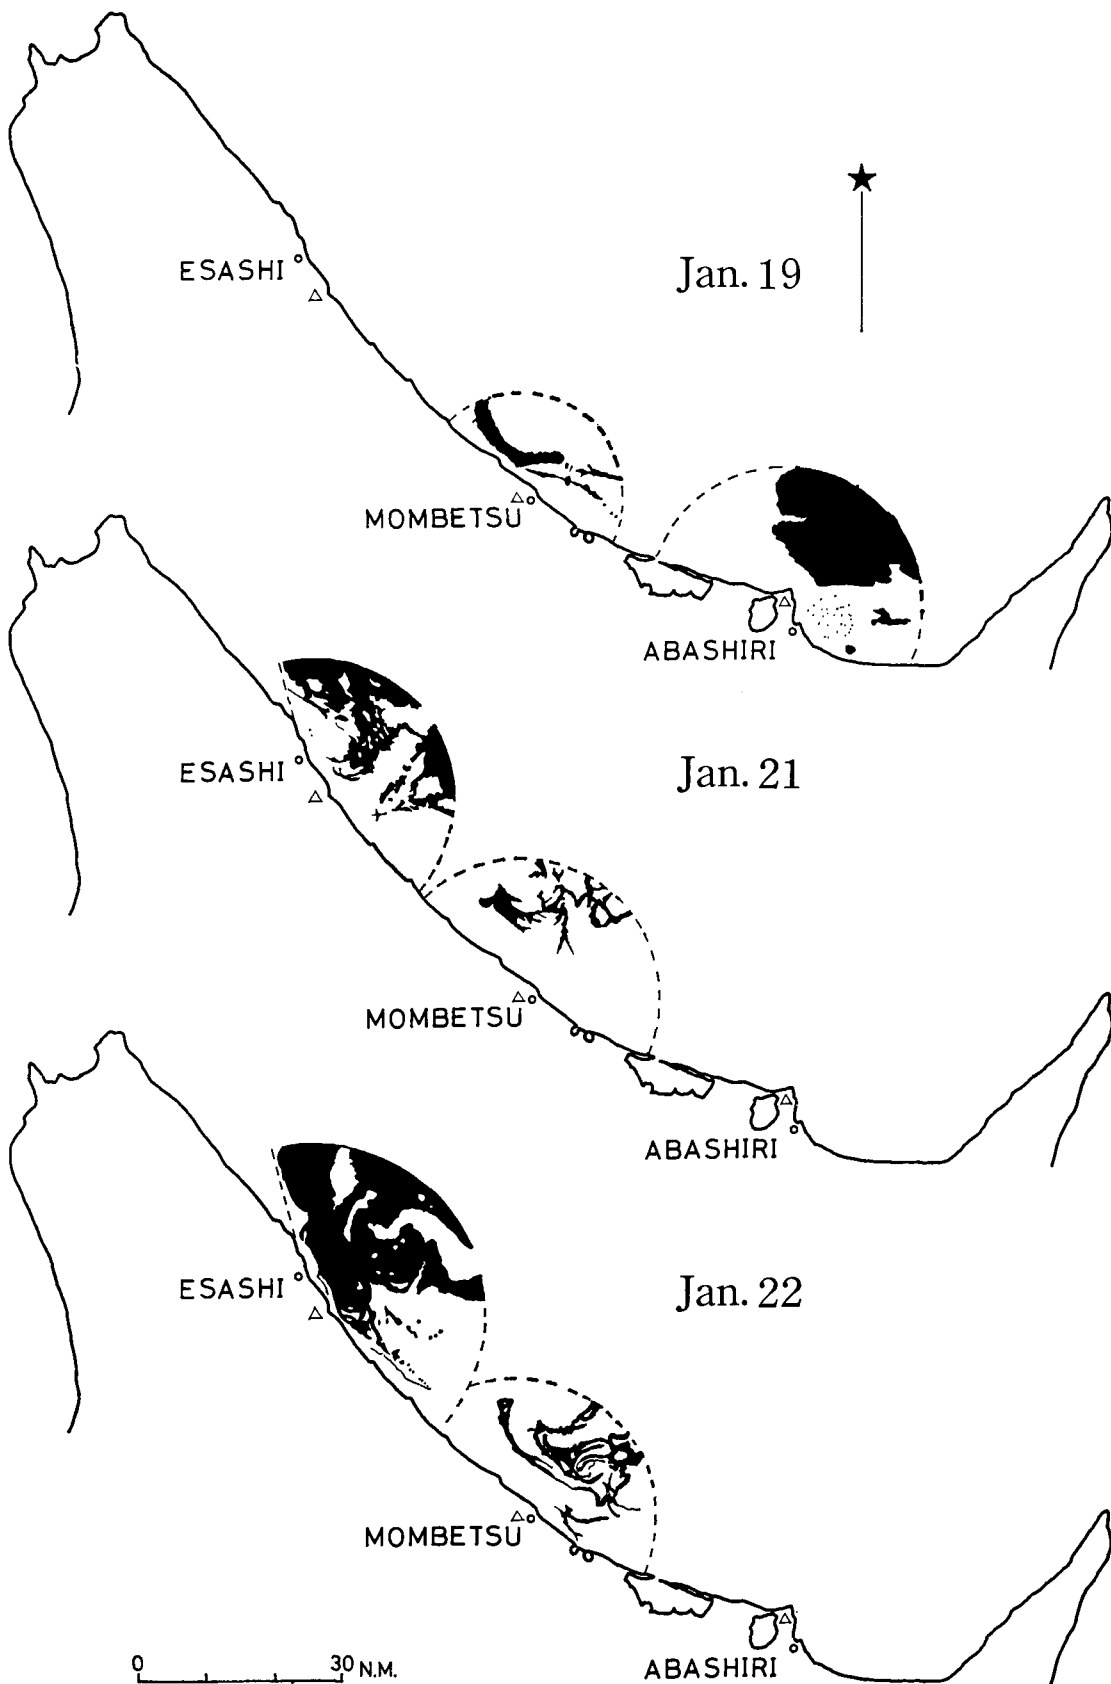 Jan. 19
ESASHI
MOMBETSU
ABASHIRI
Jan. 21
ESASHI
MOMBETSU
ABASHIRI
Jan. 22
ESASHI
MOMBETSU
ABASHIRI
0 30 N.M.